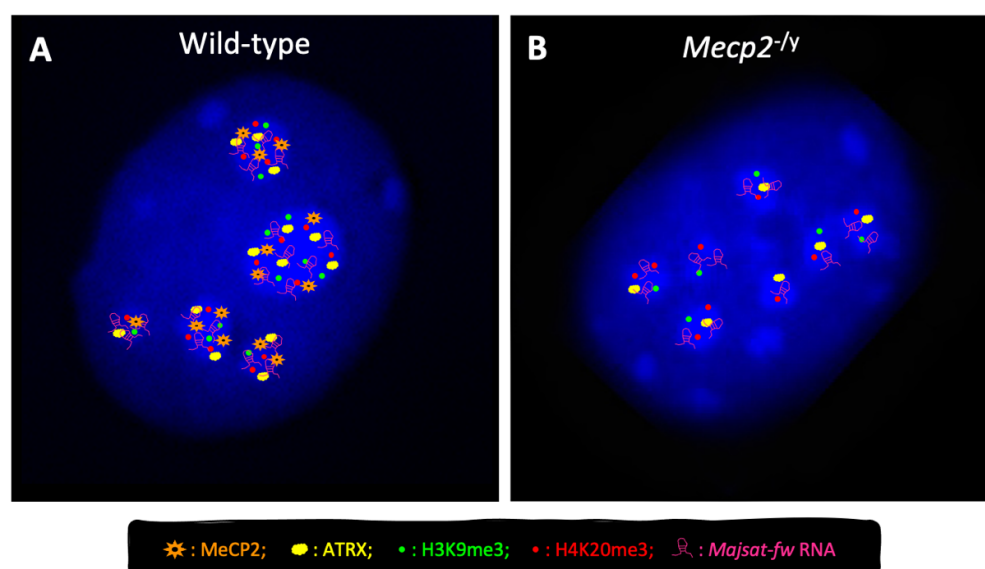 A
Wild-type
B
Mecp2-/y
: MeCP2; : ATRX; : H3K9me3; : H4K20me3; : Majsat-fw RNA